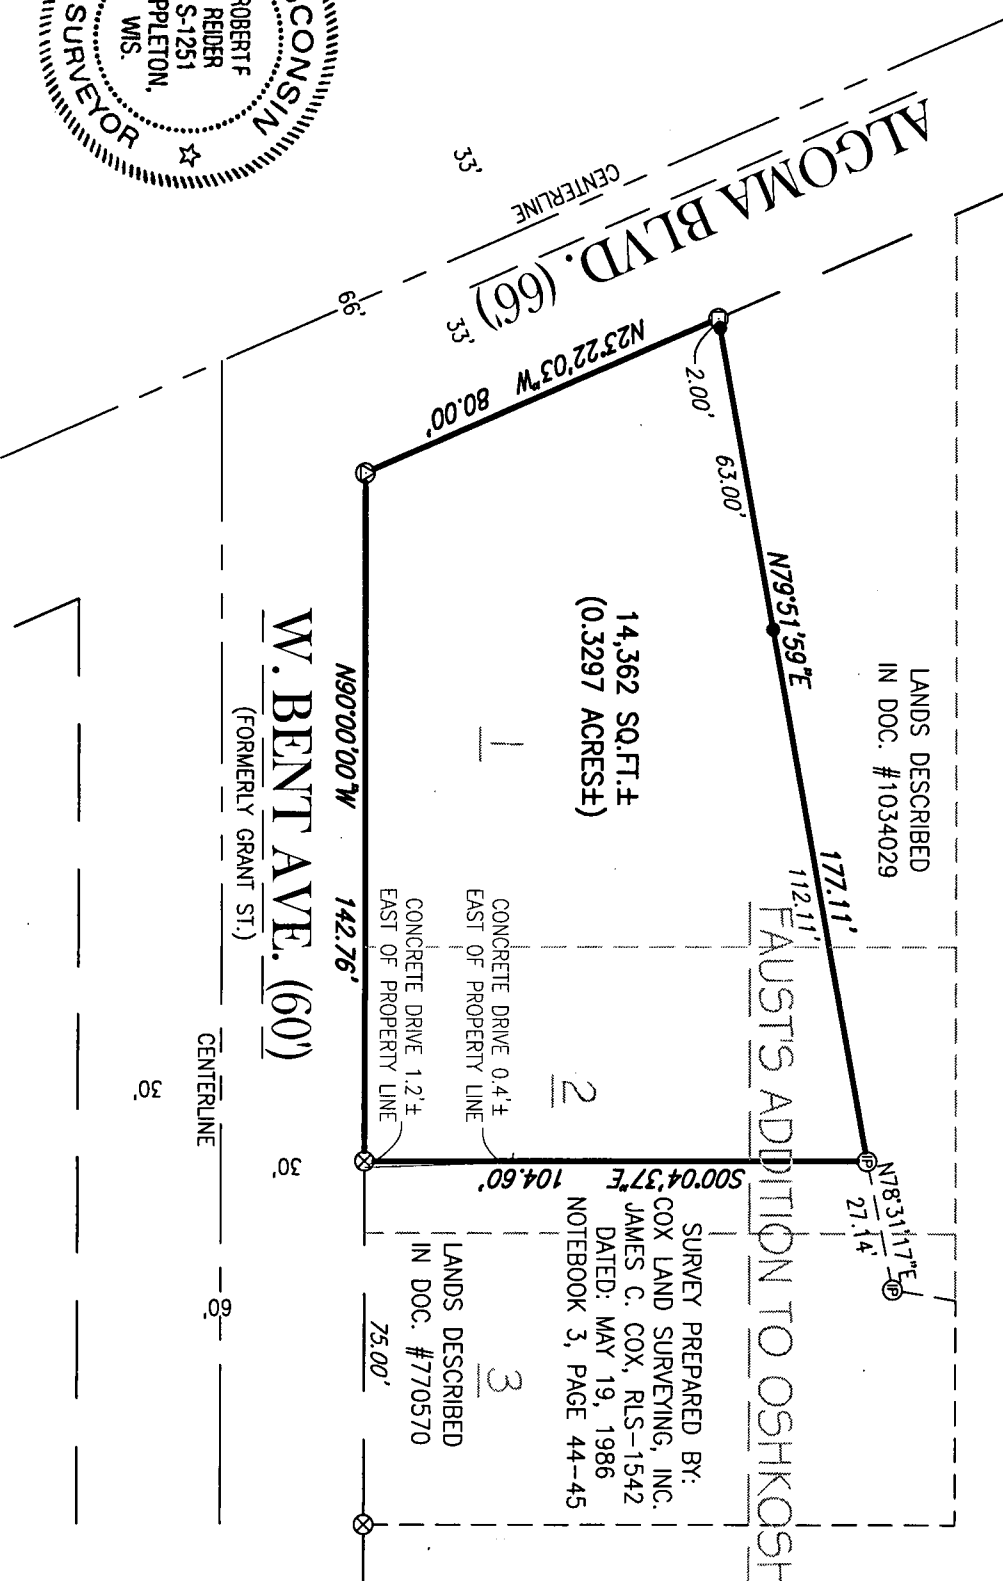 CONSIN
ROBERT F
REIDER
S-1251
PPLETON,
WIS.
SURVEYOR
ALGOMA BLVD. (66')
CENTERLINE
33'
66'
33'
N23°22'03"W 80.00'
2.00'
63.00'
N79°51'59"E 177.11'
112.11'
LANDS DESCRIBED
IN DOC. #1034029
14,362 SQ.FT.±
(0.3297 ACRES±)
1
N90°00'00"W 142.76'
W. BENT AVE. (60')
(FORMERLY GRANT ST.)
CENTERLINE
30'
30'
60'
CONCRETE DRIVE 0.4'±
EAST OF PROPERTY LINE
CONCRETE DRIVE 1.2'±
EAST OF PROPERTY LINE
2
FAUST'S ADDITION TO OSHKOSH
S00°04'37"E
104.60'
IP
N78°31'17"E
27.14'
IP
SURVEY PREPARED BY:
COX LAND SURVEYING, INC.
JAMES C. COX, RLS-1542
DATED: MAY 19, 1986
NOTEBOOK 3, PAGE 44-45
3
LANDS DESCRIBED
IN DOC. #770570
75.00'